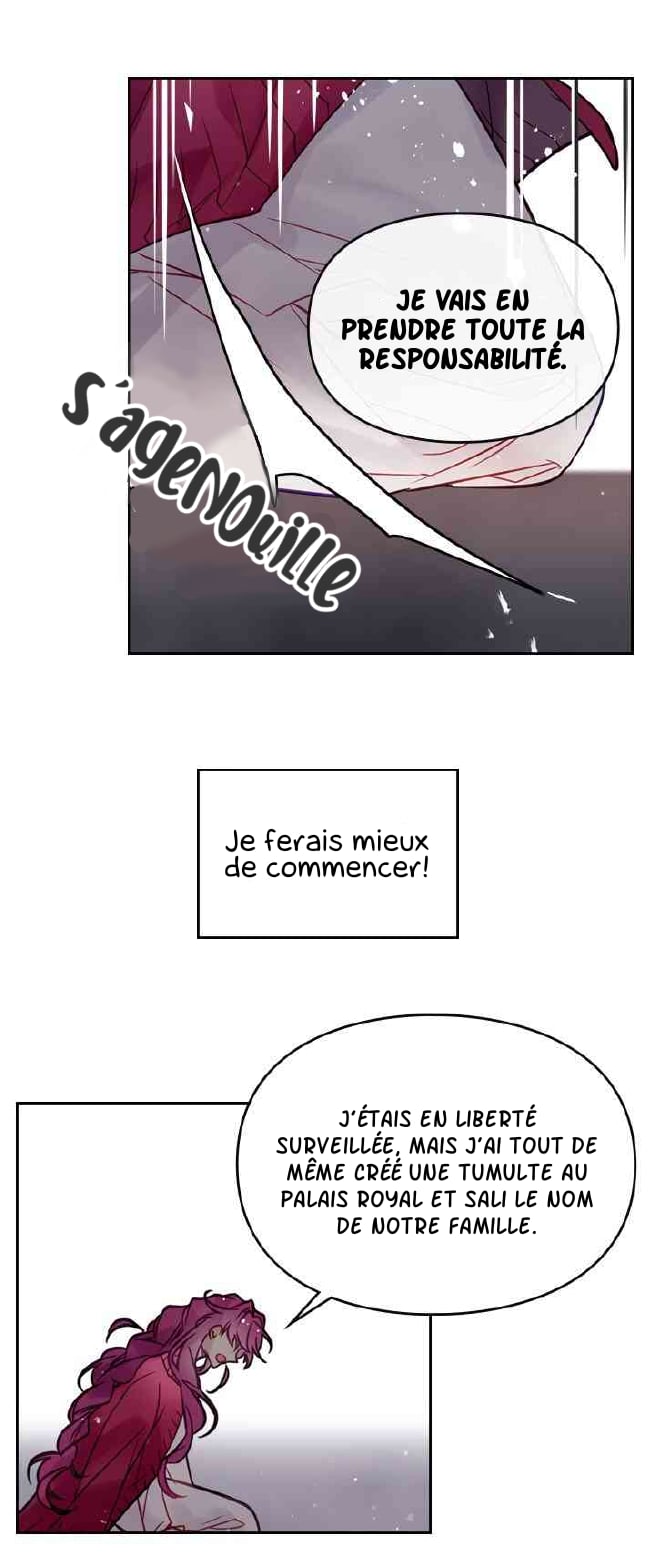 JE VAIS EN
PRENDRE TOUTE LA
RESPONSABILITÉ.
S'AGENOUILLE
Je ferais mieux
de commencer!
J'ÉTAIS EN LIBERTÉ
SURVEILLÉE, MAIS J'AI TOUT DE
MÊME CRÉÉ UNE TUMULTE AU
PALAIS ROYAL ET SALI LE NOM
DE NOTRE FAMILLE.